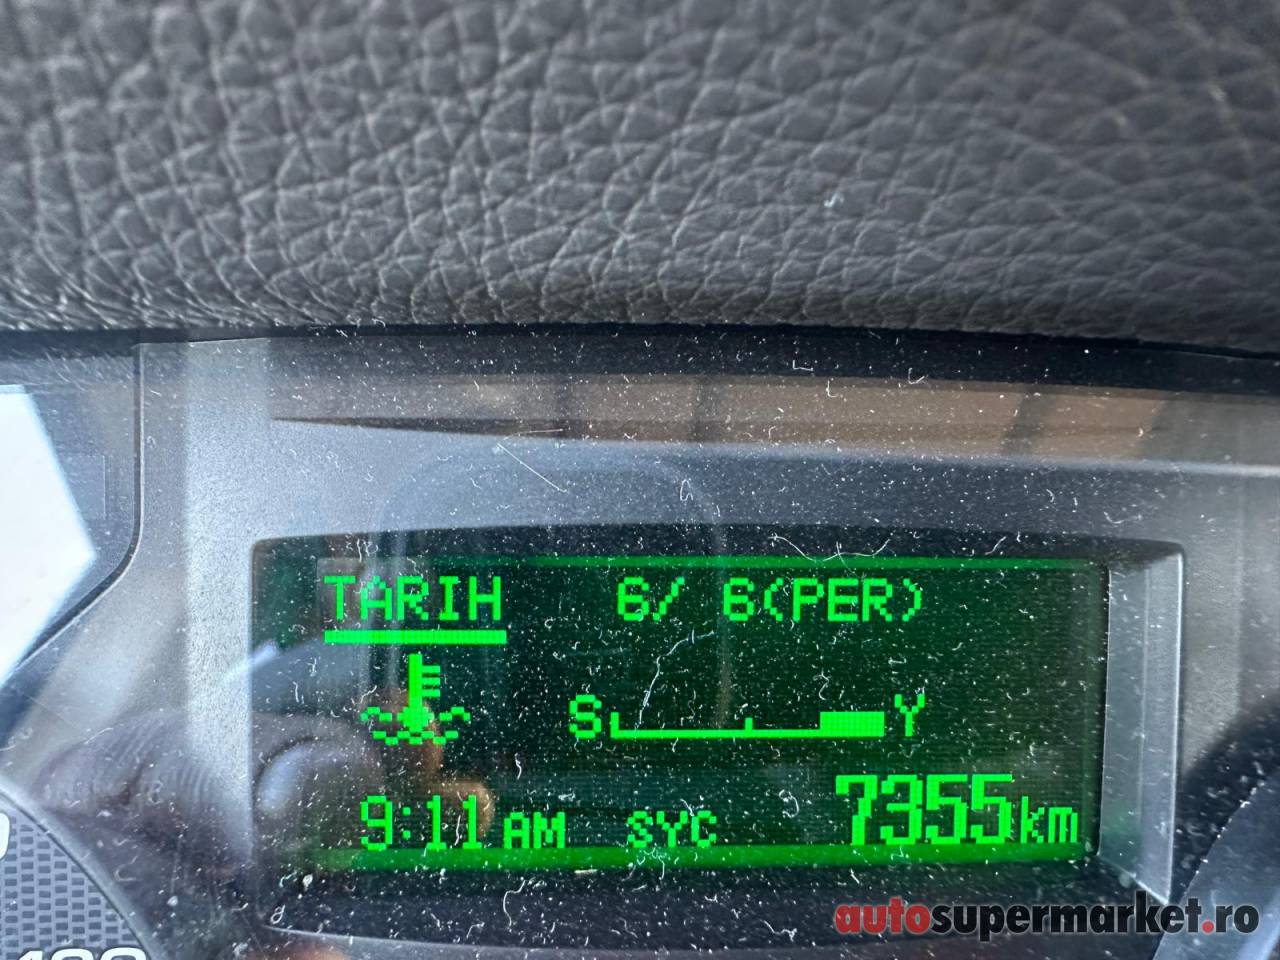 TARIH 6/ 6(PER)
S Y
9:11 AM SYC 7355km
autosupermarket.ro